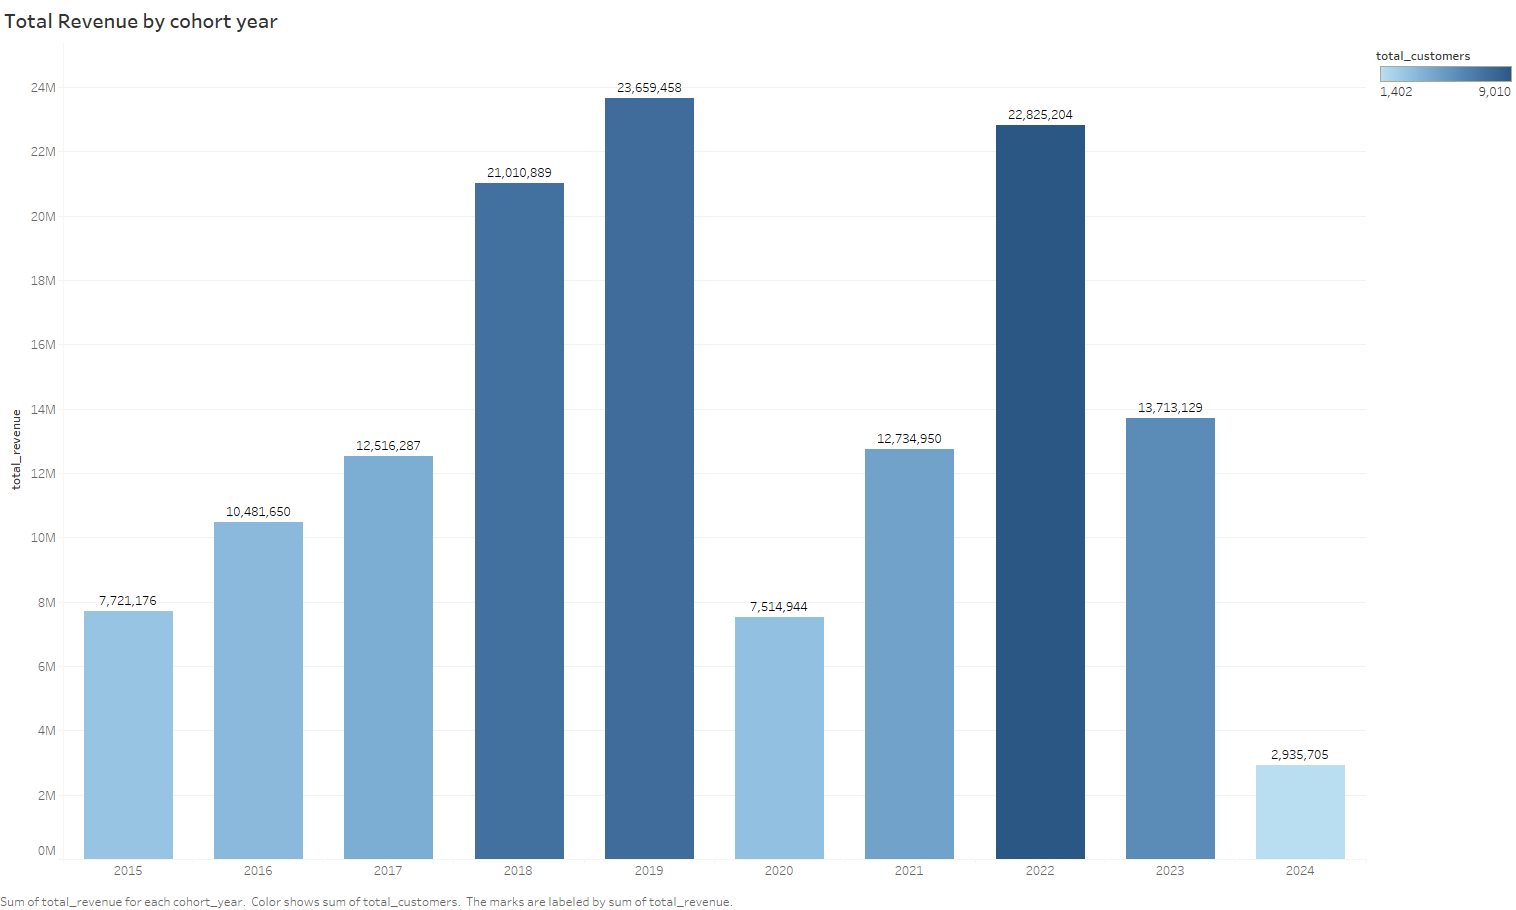 Total Revenue by cohort year
total_customers
1,402 9,010
total_revenue
24M
22M
20M
18M
16M
14M
12M
10M
8M
6M
4M
2M
0M
7,721,176
10,481,650
12,516,287
21,010,889
23,659,458
7,514,944
12,734,950
22,825,204
13,713,129
2,935,705
2015 2016 2017 2018 2019 2020 2021 2022 2023 2024
Sum of total_revenue for each cohort_year. Color shows sum of total_customers. The marks are labeled by sum of total_revenue.